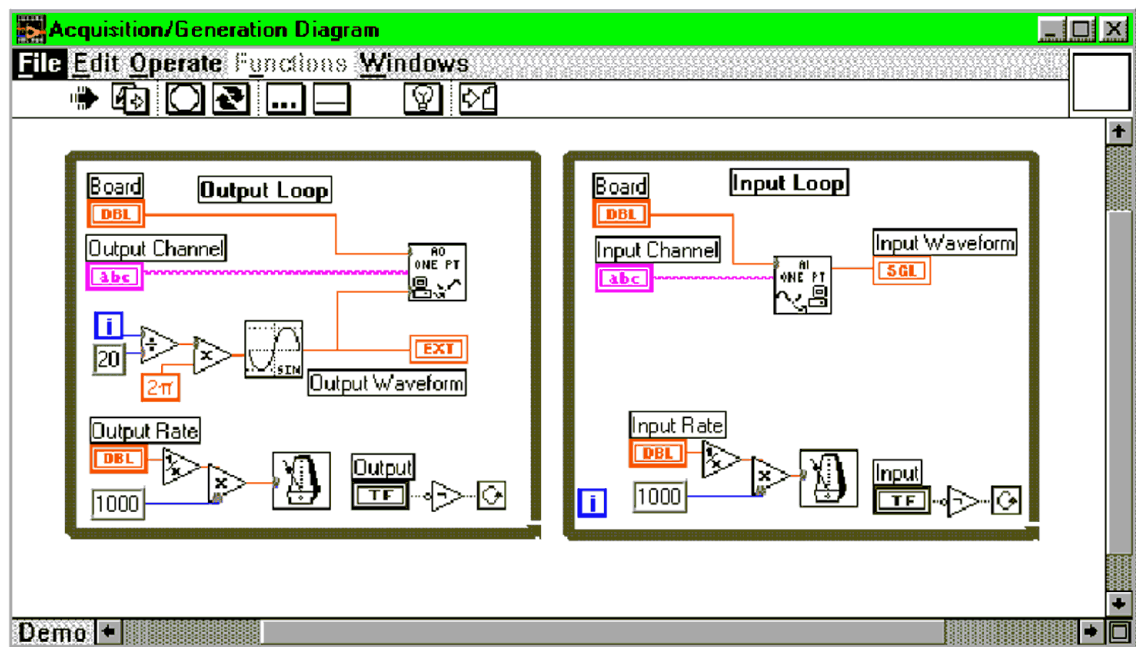 Acquisition/Generation Diagram
File Edit Operate Functions Windows
...
Board
Output Loop
DBL
Output Channel
abc
AO
ONE PT
i
20
÷
x
2π
SIN
EXT
Output Waveform
Output Rate
DBL
1/x
x
1000
Output
TF
Board
Input Loop
DBL
Input Channel
abc
AI
ONE PT
Input Waveform
SGL
Input Rate
DBL
1/x
x
i
1000
Input
TF
Demo